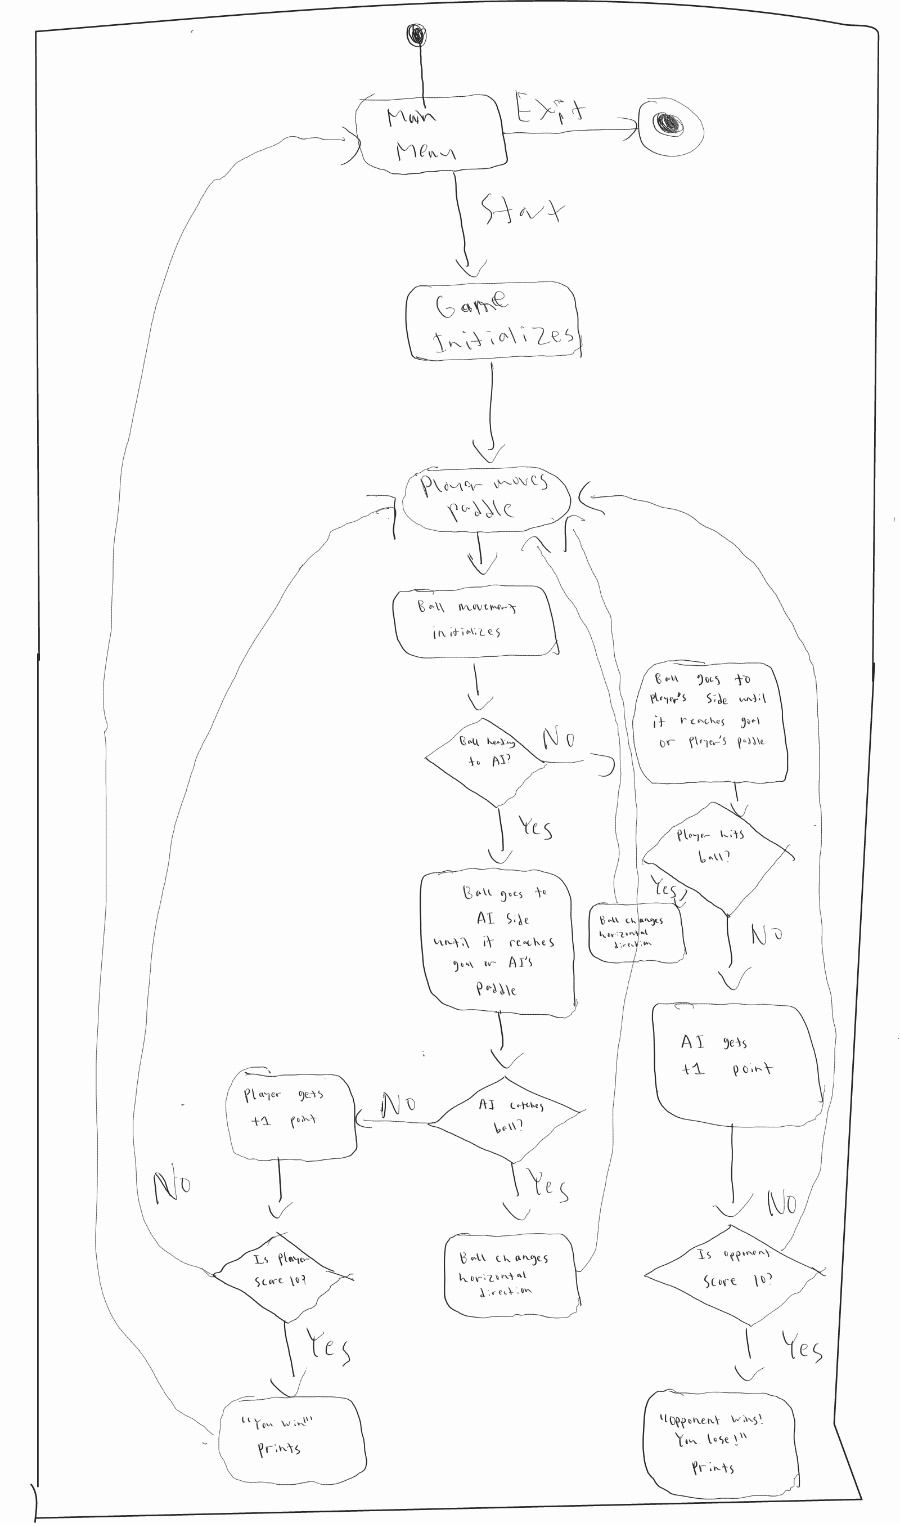 Main
Menu
Exit
Start
Game
Initializes
Player moves
paddle
Ball movement
initializes
Ball heading
to AI?
No
Yes
Ball goes to
player's side until
it reaches goal
or player's paddle
Player hits
ball?
Yes
No
Ball changes
horizontal
direction
Ball goes to
AI side
until it reaches
goal or AI's
paddle
AI gets
+1 point
AI catches
ball?
No
Yes
Player gets
+1 point
No
Is player
score 10?
Yes
Ball changes
horizontal
direction
No
Is opponent
score 10?
Yes
"You win"
prints
"Opponent wins!
You lose!"
prints